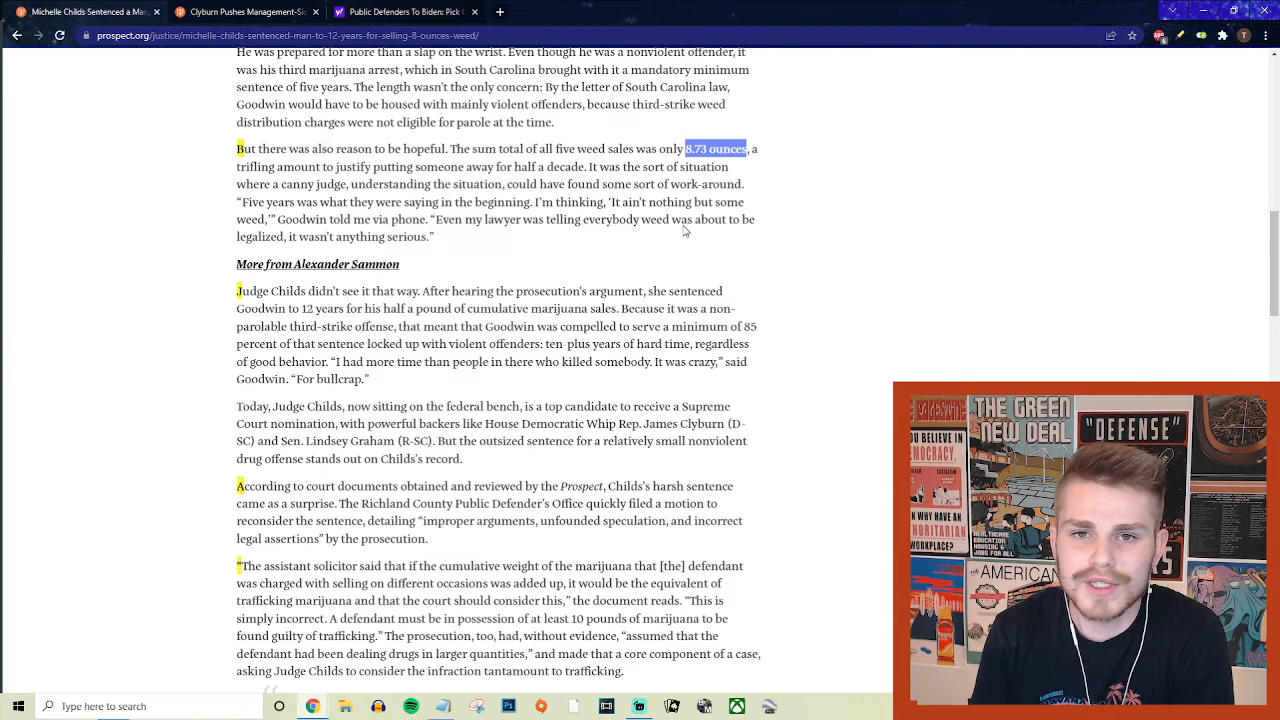 Michelle Childs Sentenced a Ma
Clyburn Pushes Management-Sid
Public Defenders To Biden: Pick O
prospect.org/justice/michelle-childs-sentenced-man-to-12-years-for-selling-8-ounces-weed/
He was prepared for more than a slap on the wrist. Even though he was a nonviolent offender, it
was his third marijuana arrest, which in South Carolina brought with it a mandatory minimum
sentence of five years. The length wasn't the only concern: By the letter of South Carolina law,
Goodwin would have to be housed with mainly violent offenders, because third-strike weed
distribution charges were not eligible for parole at the time.
But there was also reason to be hopeful. The sum total of all five weed sales was only 8.73 ounces, a
trifling amount to justify putting someone away for half a decade. It was the sort of situation
where a canny judge, understanding the situation, could have found some sort of work-around.
“Five years was what they were saying in the beginning. I'm thinking, ‘It ain't nothing but some
weed,’” Goodwin told me via phone. “Even my lawyer was telling everybody weed was about to be
legalized, it wasn't anything serious.”
More from Alexander Sammon
Judge Childs didn't see it that way. After hearing the prosecution's argument, she sentenced
Goodwin to 12 years for his half a pound of cumulative marijuana sales. Because it was a non-
parolable third-strike offense, that meant that Goodwin was compelled to serve a minimum of 85
percent of that sentence locked up with violent offenders: ten-plus years of hard time, regardless
of good behavior. “I had more time than people in there who killed somebody. It was crazy,” said
Goodwin. “For bullcrap.”
Today, Judge Childs, now sitting on the federal bench, is a top candidate to receive a Supreme
Court nomination, with powerful backers like House Democratic Whip Rep. James Clyburn (D-
SC) and Sen. Lindsey Graham (R-SC). But the outsized sentence for a relatively small nonviolent
drug offense stands out on Childs's record.
According to court documents obtained and reviewed by the Prospect, Childs's harsh sentence
came as a surprise. The Richland County Public Defender's Office quickly filed a motion to
reconsider the sentence, detailing “improper arguments, unfounded speculation, and incorrect
legal assertions” by the prosecution.
“The assistant solicitor said that if the cumulative weight of the marijuana that [the] defendant
was charged with selling on different occasions was added up, it would be the equivalent of
trafficking marijuana and that the court should consider this,” the document reads. “This is
simply incorrect. A defendant must be in possession of at least 10 pounds of marijuana to be
found guilty of trafficking.” The prosecution, too, had, without evidence, “assumed that the
defendant had been dealing drugs in larger quantities,” and made that a core component of a case,
asking Judge Childs to consider the infraction tantamount to trafficking.
THE GREEN
NEW DEAL
"DEFENSE"
BELIEVE IN
WHY HAVE AN
WORKPLACE?
HEALTHCARE
EDUCATION
HOUSING &
JOBS FOR ALL
THE AMERICAN
Type here to search